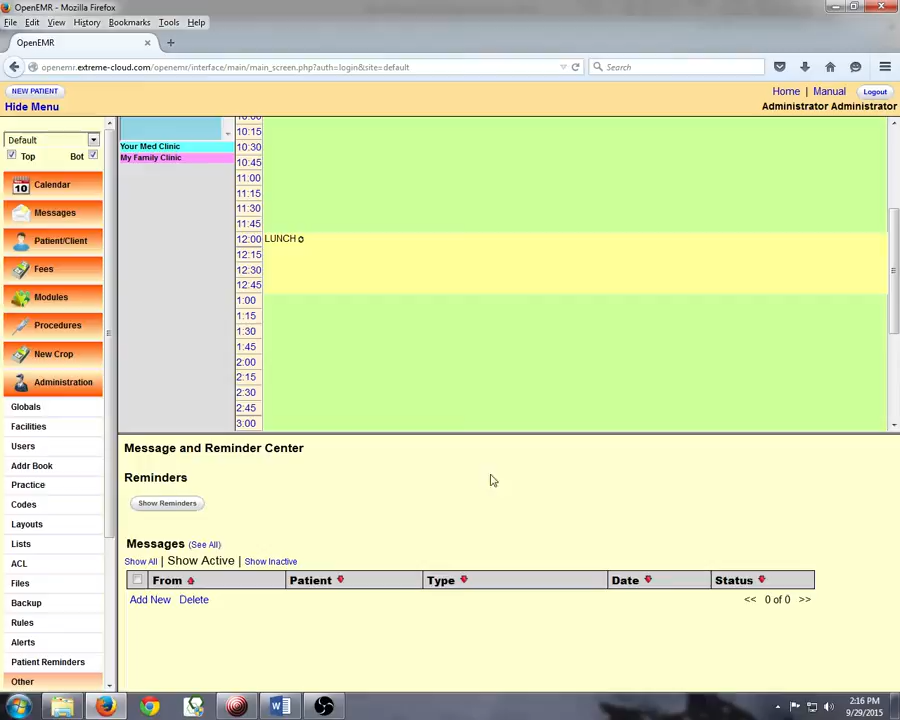 OpenEMR - Mozilla Firefox
File Edit View History Bookmarks Tools Help
OpenEMR
openemr.extreme-cloud.com/openemr/interface/main/main_screen.php?auth=login&site=default
Search
NEW PATIENT
Home | Manual Logout
Hide Menu
Administrator Administrator
Default
Top Bot
Calendar
Messages
Patient/Client
Fees
Modules
Procedures
New Crop
Administration
Globals
Facilities
Users
Addr Book
Practice
Codes
Layouts
Lists
ACL
Files
Backup
Rules
Alerts
Patient Reminders
Other
Your Med Clinic
My Family Clinic
10:00
10:15
10:30
10:45
11:00
11:15
11:30
11:45
12:00 LUNCH
12:15
12:30
12:45
1:00
1:15
1:30
1:45
2:00
2:15
2:30
2:45
3:00
Message and Reminder Center
Reminders
Show Reminders
Messages (See All)
Show All | Show Active | Show Inactive
From Patient Type Date Status
Add New Delete << 0 of 0 >>
2:16 PM
9/29/2015